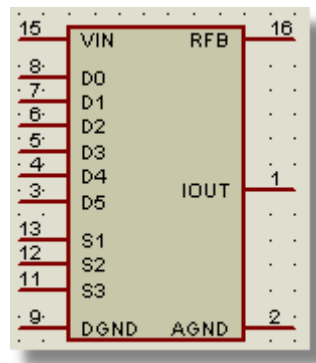 15 VIN RFB 16
8 D0
7 D1
6 D2
5 D3
4 D4
IOUT 1
3 D5
13 S1
12 S2
11 S3
9 DGND AGND 2